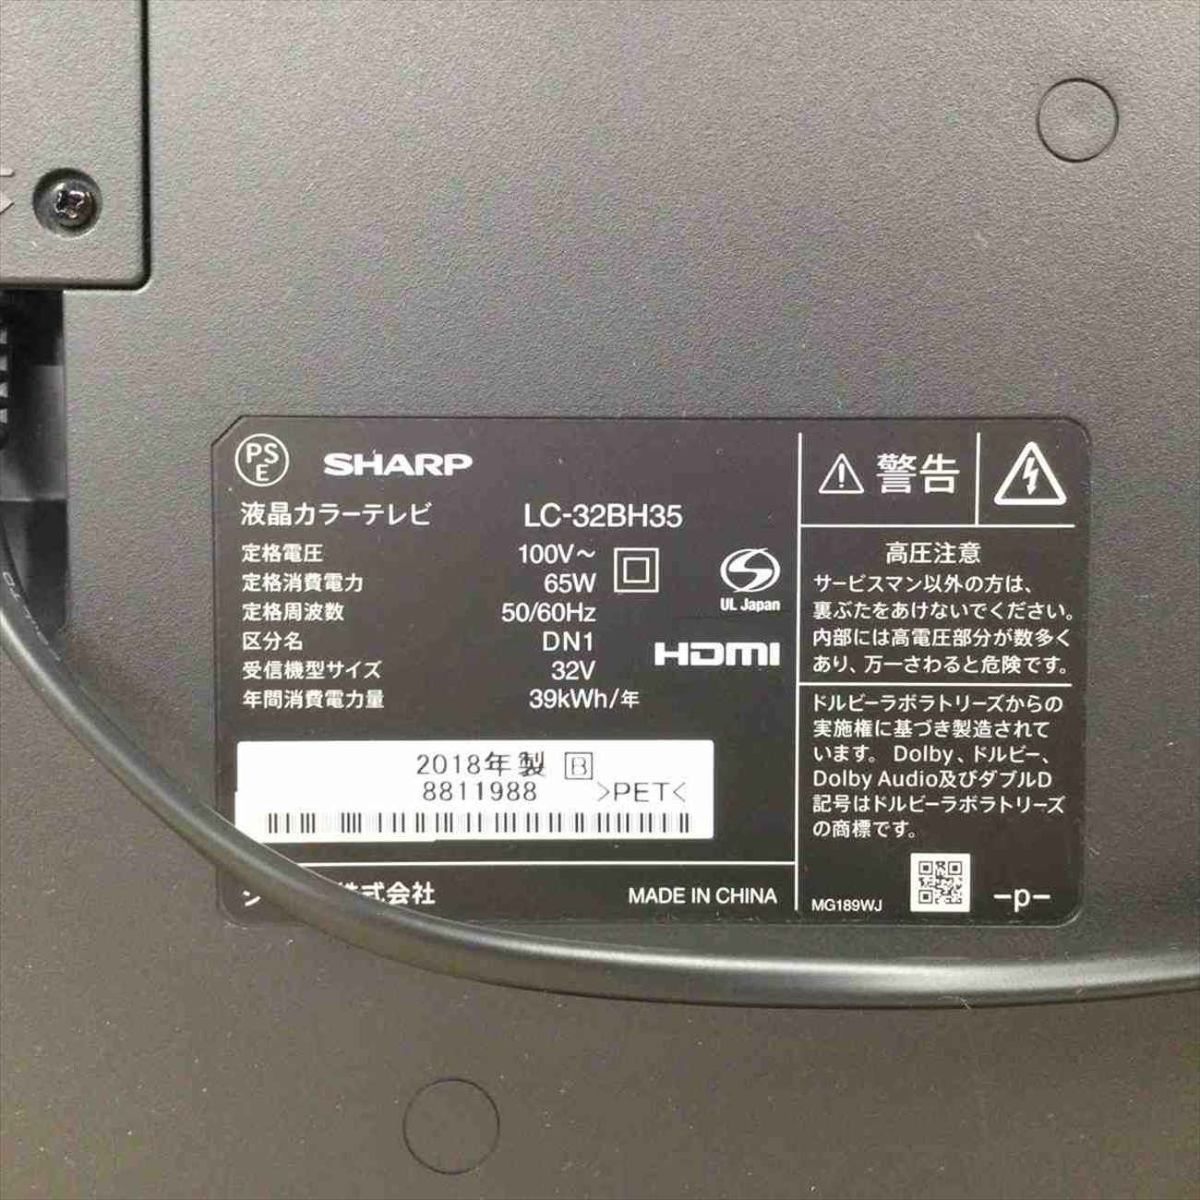 PS
E
SHARP
液晶カラーテレビ LC-32BH35
定格電圧 100V～
定格消費電力 65W
定格周波数 50/60Hz
区分名 DN1
受信機型サイズ 32V
年間消費電力量 39kWh/年
UL Japan
HDMI
2018年製 B
8811988 >PET<
株式会社
MADE IN CHINA
警告
高圧注意
サービスマン以外の方は、
裏ぶたをあけないでください。
内部には高電圧部分が数多く
あり、万一さわると危険です。
ドルビーラボラトリーズからの
実施権に基づき製造されて
います。Dolby、ドルビー、
Dolby Audio及びダブルD
記号はドルビーラボラトリーズ
の商標です。
MG189WJ
-p-